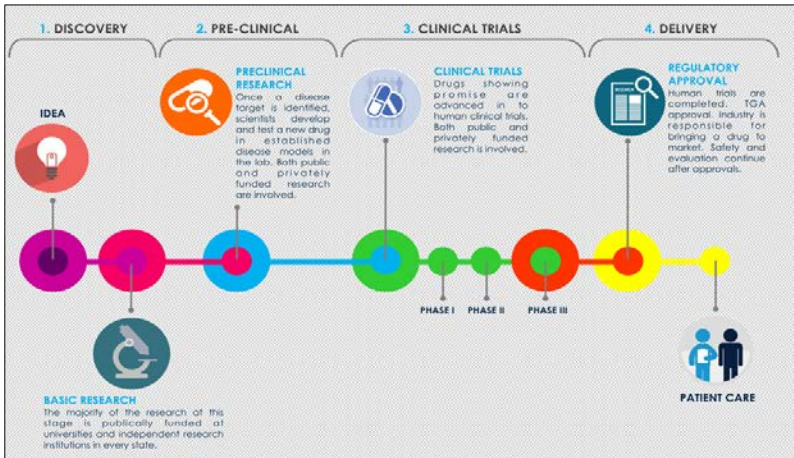 1. DISCOVERY
2. PRE-CLINICAL
3. CLINICAL TRIALS
4. DELIVERY
IDEA
PRECLINICAL
RESEARCH
Once a disease
target is identified,
scientists develop
and test a new drug
in established
disease models in
the lab. Both public
and privately
funded research
are involved.
CLINICAL TRIALS
Drugs showing
promise are
advanced in to
human clinical trials.
Both public and
privately funded
research is involved.
REGULATORY
APPROVAL
Human trials are
completed. TGA
approval. Industry is
responsible for
bringing a drug to
market. Safety and
evaluation continue
after approvals.
PHASE I
PHASE II
PHASE III
BASIC RESEARCH
The majority of the research at this
stage is publically funded at
universities and independent research
institutions in every state.
PATIENT CARE